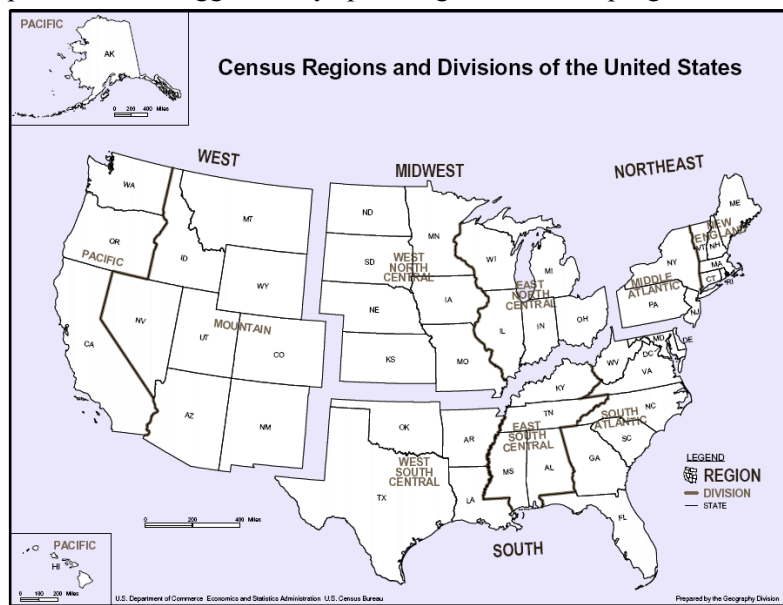 PACIFIC
AK
0 200 400 Miles
Census Regions and Divisions of the United States
WEST
MIDWEST
NORTHEAST
WA
MT
ND
MN
ME
OR
ID
SD
WI
MI
NY
VT
NH
NEW
ENGLAND
MA
CT
RI
PACIFIC
WY
WEST
NORTH
CENTRAL
EAST
NORTH
CENTRAL
MIDDLE
ATLANTIC
PA
NJ
NE
IA
NV
UT
MOUNTAIN
CO
CA
KS
MO
IL
IN
OH
WV
MD
DE
DC
VA
KY
AZ
NM
OK
AR
TN
NC
SOUTH
ATLANTIC
SC
EAST
SOUTH
CENTRAL
MS
AL
GA
TX
WEST
SOUTH
CENTRAL
LA
FL
LEGEND
REGION
DIVISION
STATE
0 200 400 Miles
SOUTH
PACIFIC
HI
0 100 200 Miles
U.S. Department of Commerce Economics and Statistics Administration U.S. Census Bureau
Prepared by the Geography Division